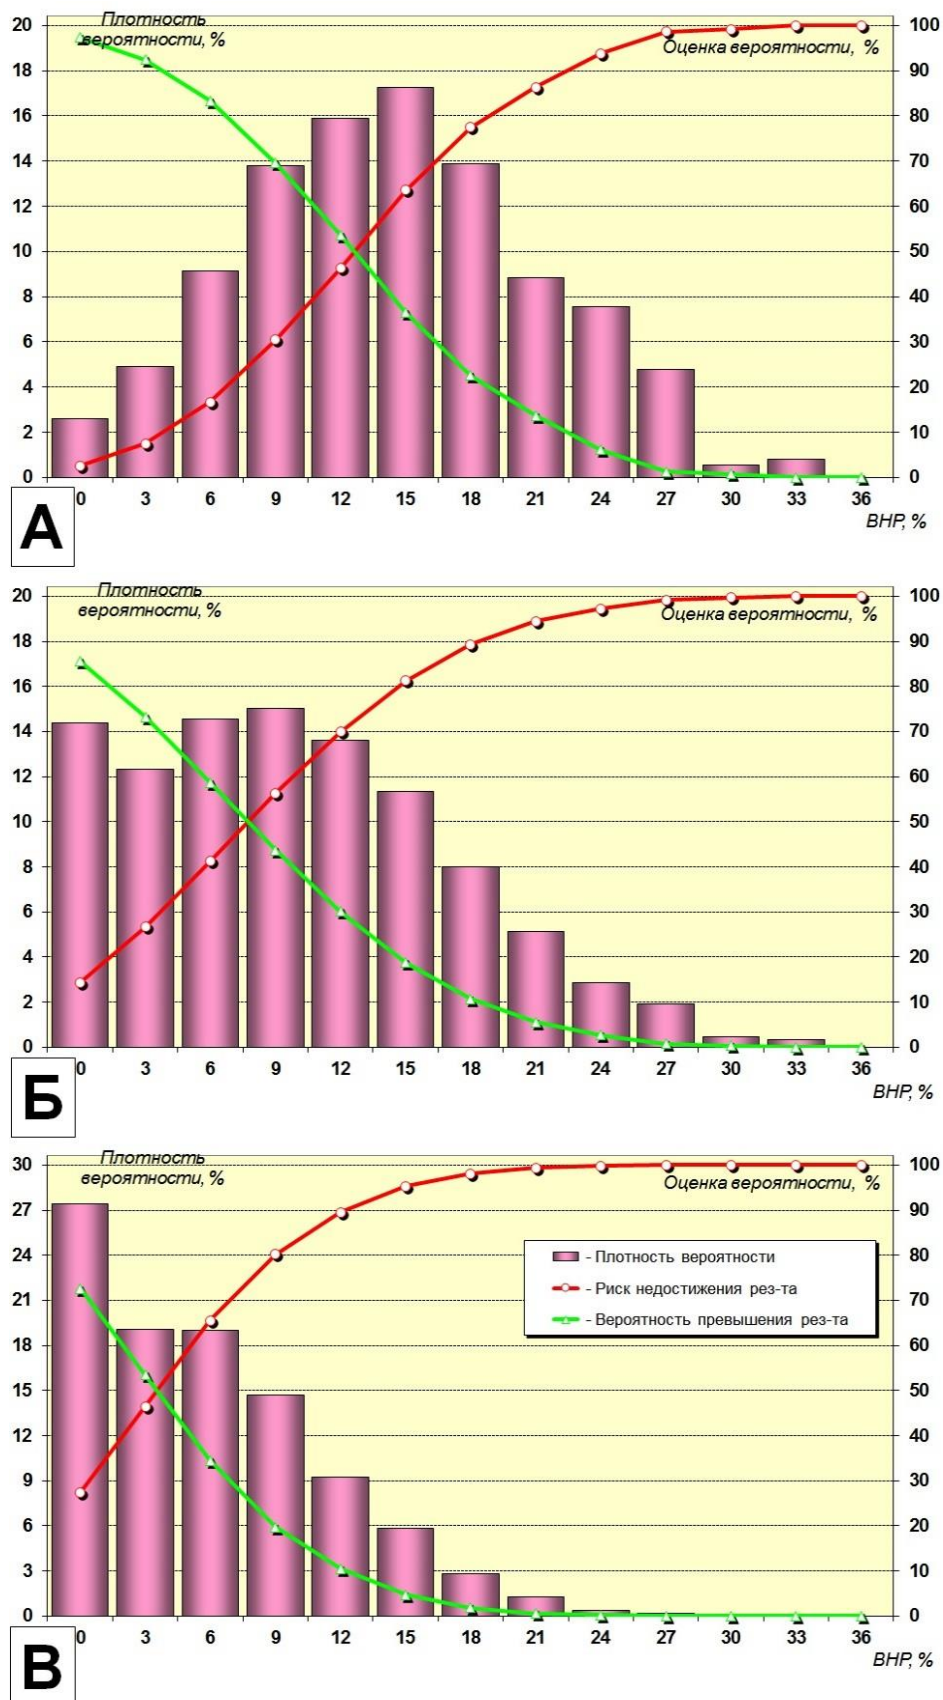 Плотность
вероятности, %
Оценка вероятности, %
20 18 16 14 12 10 8 6 4 2 0
100 90 80 70 60 50 40 30 20 10 0
0 3 6 9 12 15 18 21 24 27 30 33 36
ВНР, %
А
Плотность
вероятности, %
Оценка вероятности, %
20 18 16 14 12 10 8 6 4 2 0
100 90 80 70 60 50 40 30 20 10 0
0 3 6 9 12 15 18 21 24 27 30 33 36
ВНР, %
Б
Плотность
вероятности, %
Оценка вероятности, %
30 27 24 21 18 15 12 9 6 3 0
100 90 80 70 60 50 40 30 20 10 0
- Плотность вероятности
- Риск недостижения рез-та
- Вероятность превышения рез-та
0 3 6 9 12 15 18 21 24 27 30 33 36
ВНР, %
В